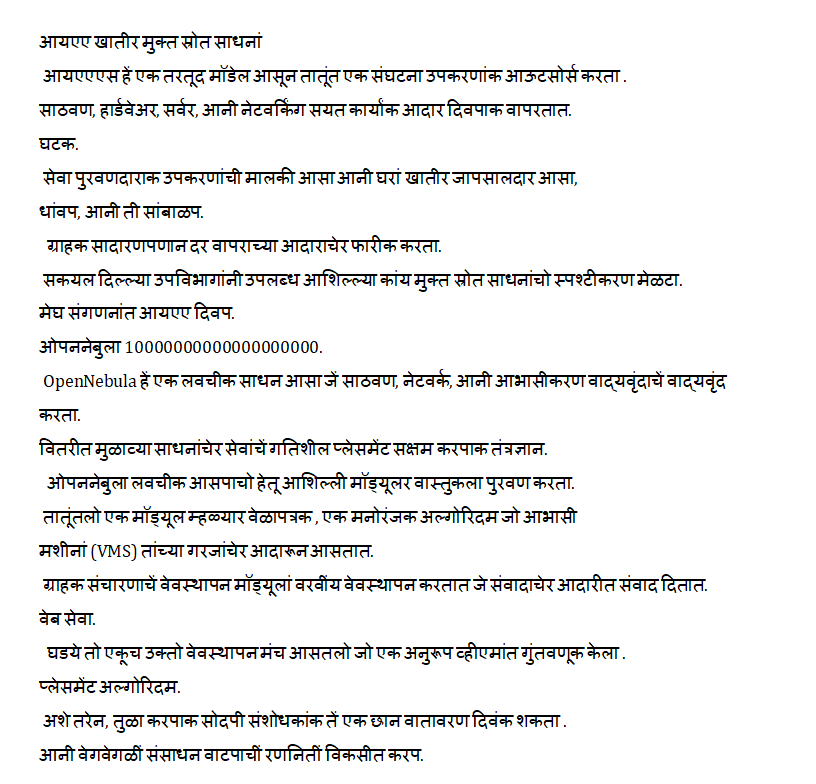 आयएए खातीर मुक्त स्रोत साधनां
आयएएएस हें एक तरतूद मॉडेल आसून तातूंत एक संघटना उपकरणांक आऊटसोर्स करता .
साठवण, हार्डवेअर, सर्वर, आनी नेटवर्किंग सयत कार्यांक आदार दिवपाक वापरतात.
घटक.
सेवा पुरवणदाराक उपकरणांची मालकी आसा आनी घरां खातीर जापसालदार आसा,
धांवप, आनी ती सांबाळप.
ग्राहक सादारणपणान दर वापराच्या आदाराचेर फारीक करता.
सकयल दिल्ल्या उपविभागांनी उपलब्ध आशिल्ल्या कांय मुक्त स्रोत साधनांचो स्पश्टीकरण मेळटा.
मेघ संगणनांत आयएए दिवप.
ओपननेबुला 10000000000000000000.
OpenNebula हें एक लवचीक साधन आसा जें साठवण, नेटवर्क, आनी आभासीकरण वाद्यवृंदाचें वाद्यवृंद
करता.
वितरीत मुळाव्या साधनांचेर सेवांचें गतिशील प्लेसमेंट सक्षम करपाक तंत्रज्ञान.
ओपननेबुला लवचीक आसपाचो हेतू आशिल्ली मॉड्यूलर वास्तुकला पुरवण करता.
तातूंतलो एक मॉड्यूल म्हळ्यार वेळापत्रक , एक मनोरंजक अल्गोरिदम जो आभासी
मशीनां (VMS) तांच्या गरजांचेर आदारून आसतात.
ग्राहक संचारणाचें वेवस्थापन मॉड्यूलां वरवींय वेवस्थापन करतात जे संवादाचेर आदारीत संवाद दितात.
वेब सेवा.
घडये तो एकूच उक्तो वेवस्थापन मंच आसतलो जो एक अनुरूप व्हीएमांत गुंतवणूक केला .
प्लेसमेंट अल्गोरिदम.
अशे तरेन, तुळा करपाक सोदपी संशोधकांक तें एक छान वातावरण दिवंक शकता .
आनी वेगवेगळीं संसाधन वाटपाचीं रणनितीं विकसीत करप.